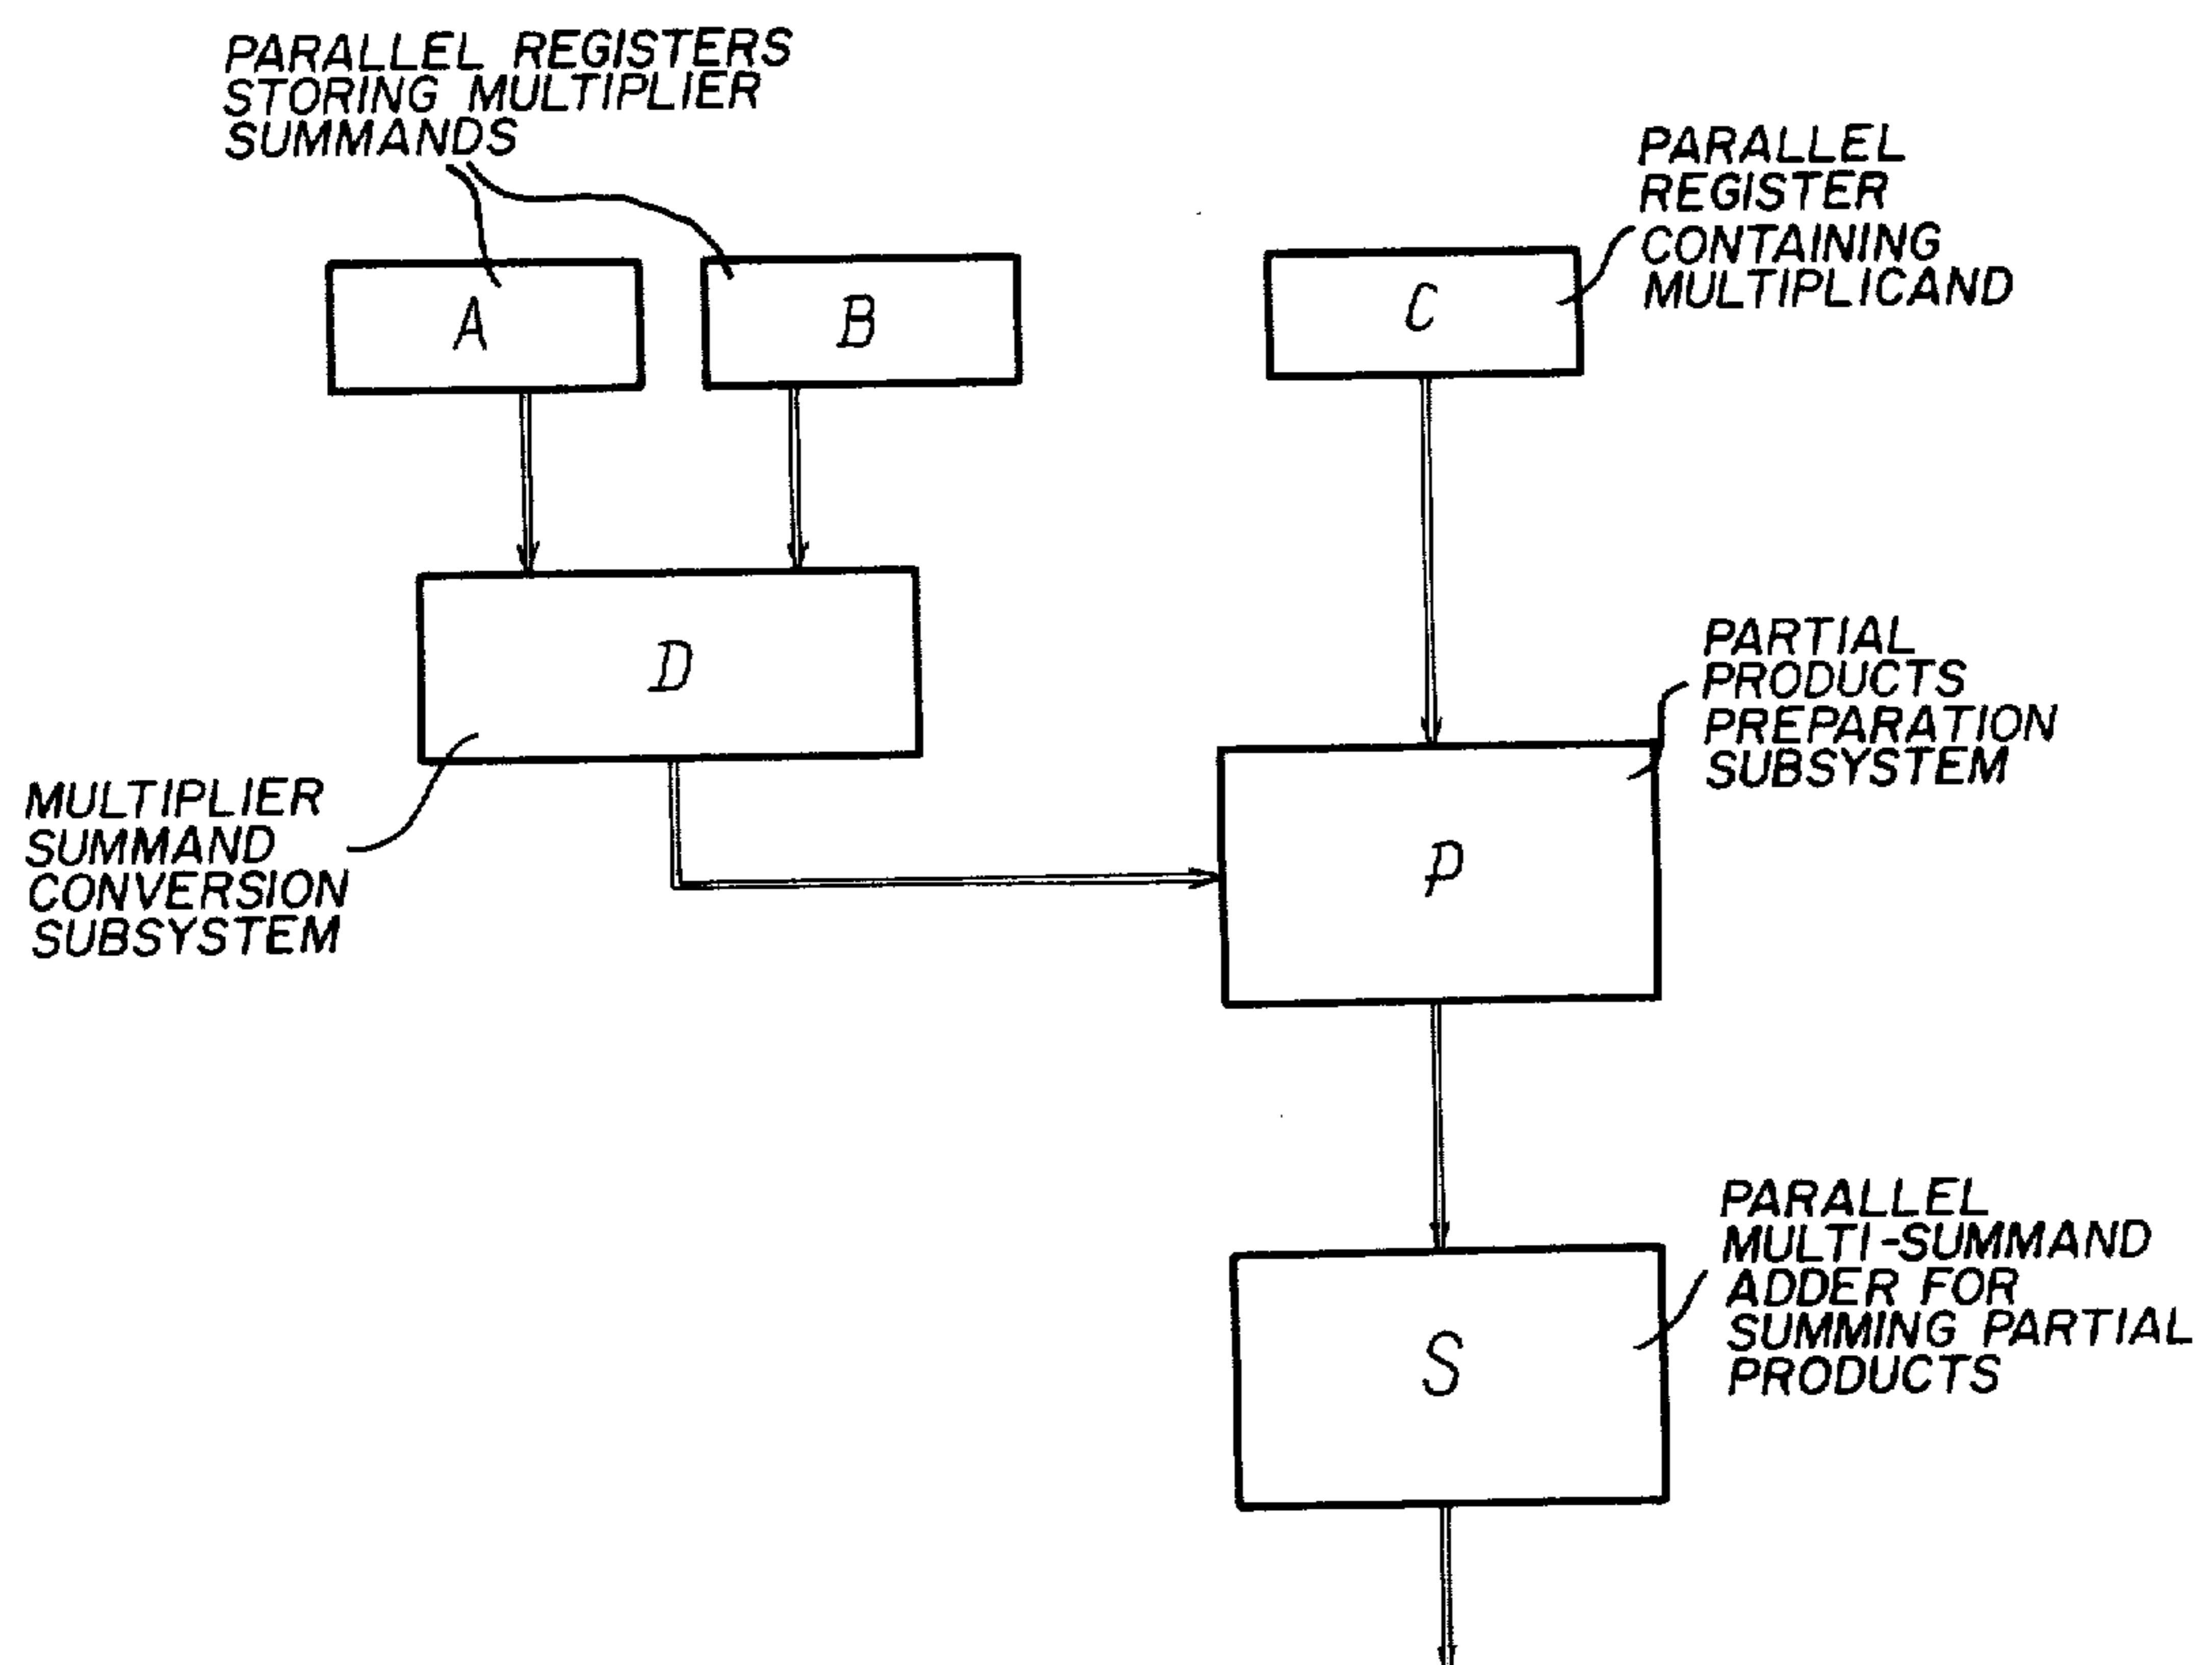 PARALLEL REGISTERS
STORING MULTIPLIER
SUMMANDS
PARALLEL
REGISTER
CONTAINING
MULTIPLICAND
A
B
C
D
PARTIAL
PRODUCTS
PREPARATION
SUBSYSTEM
MULTIPLIER
SUMMAND
CONVERSION
SUBSYSTEM
P
PARALLEL
MULTI-SUMMAND
ADDER FOR
SUMMING PARTIAL
PRODUCTS
S